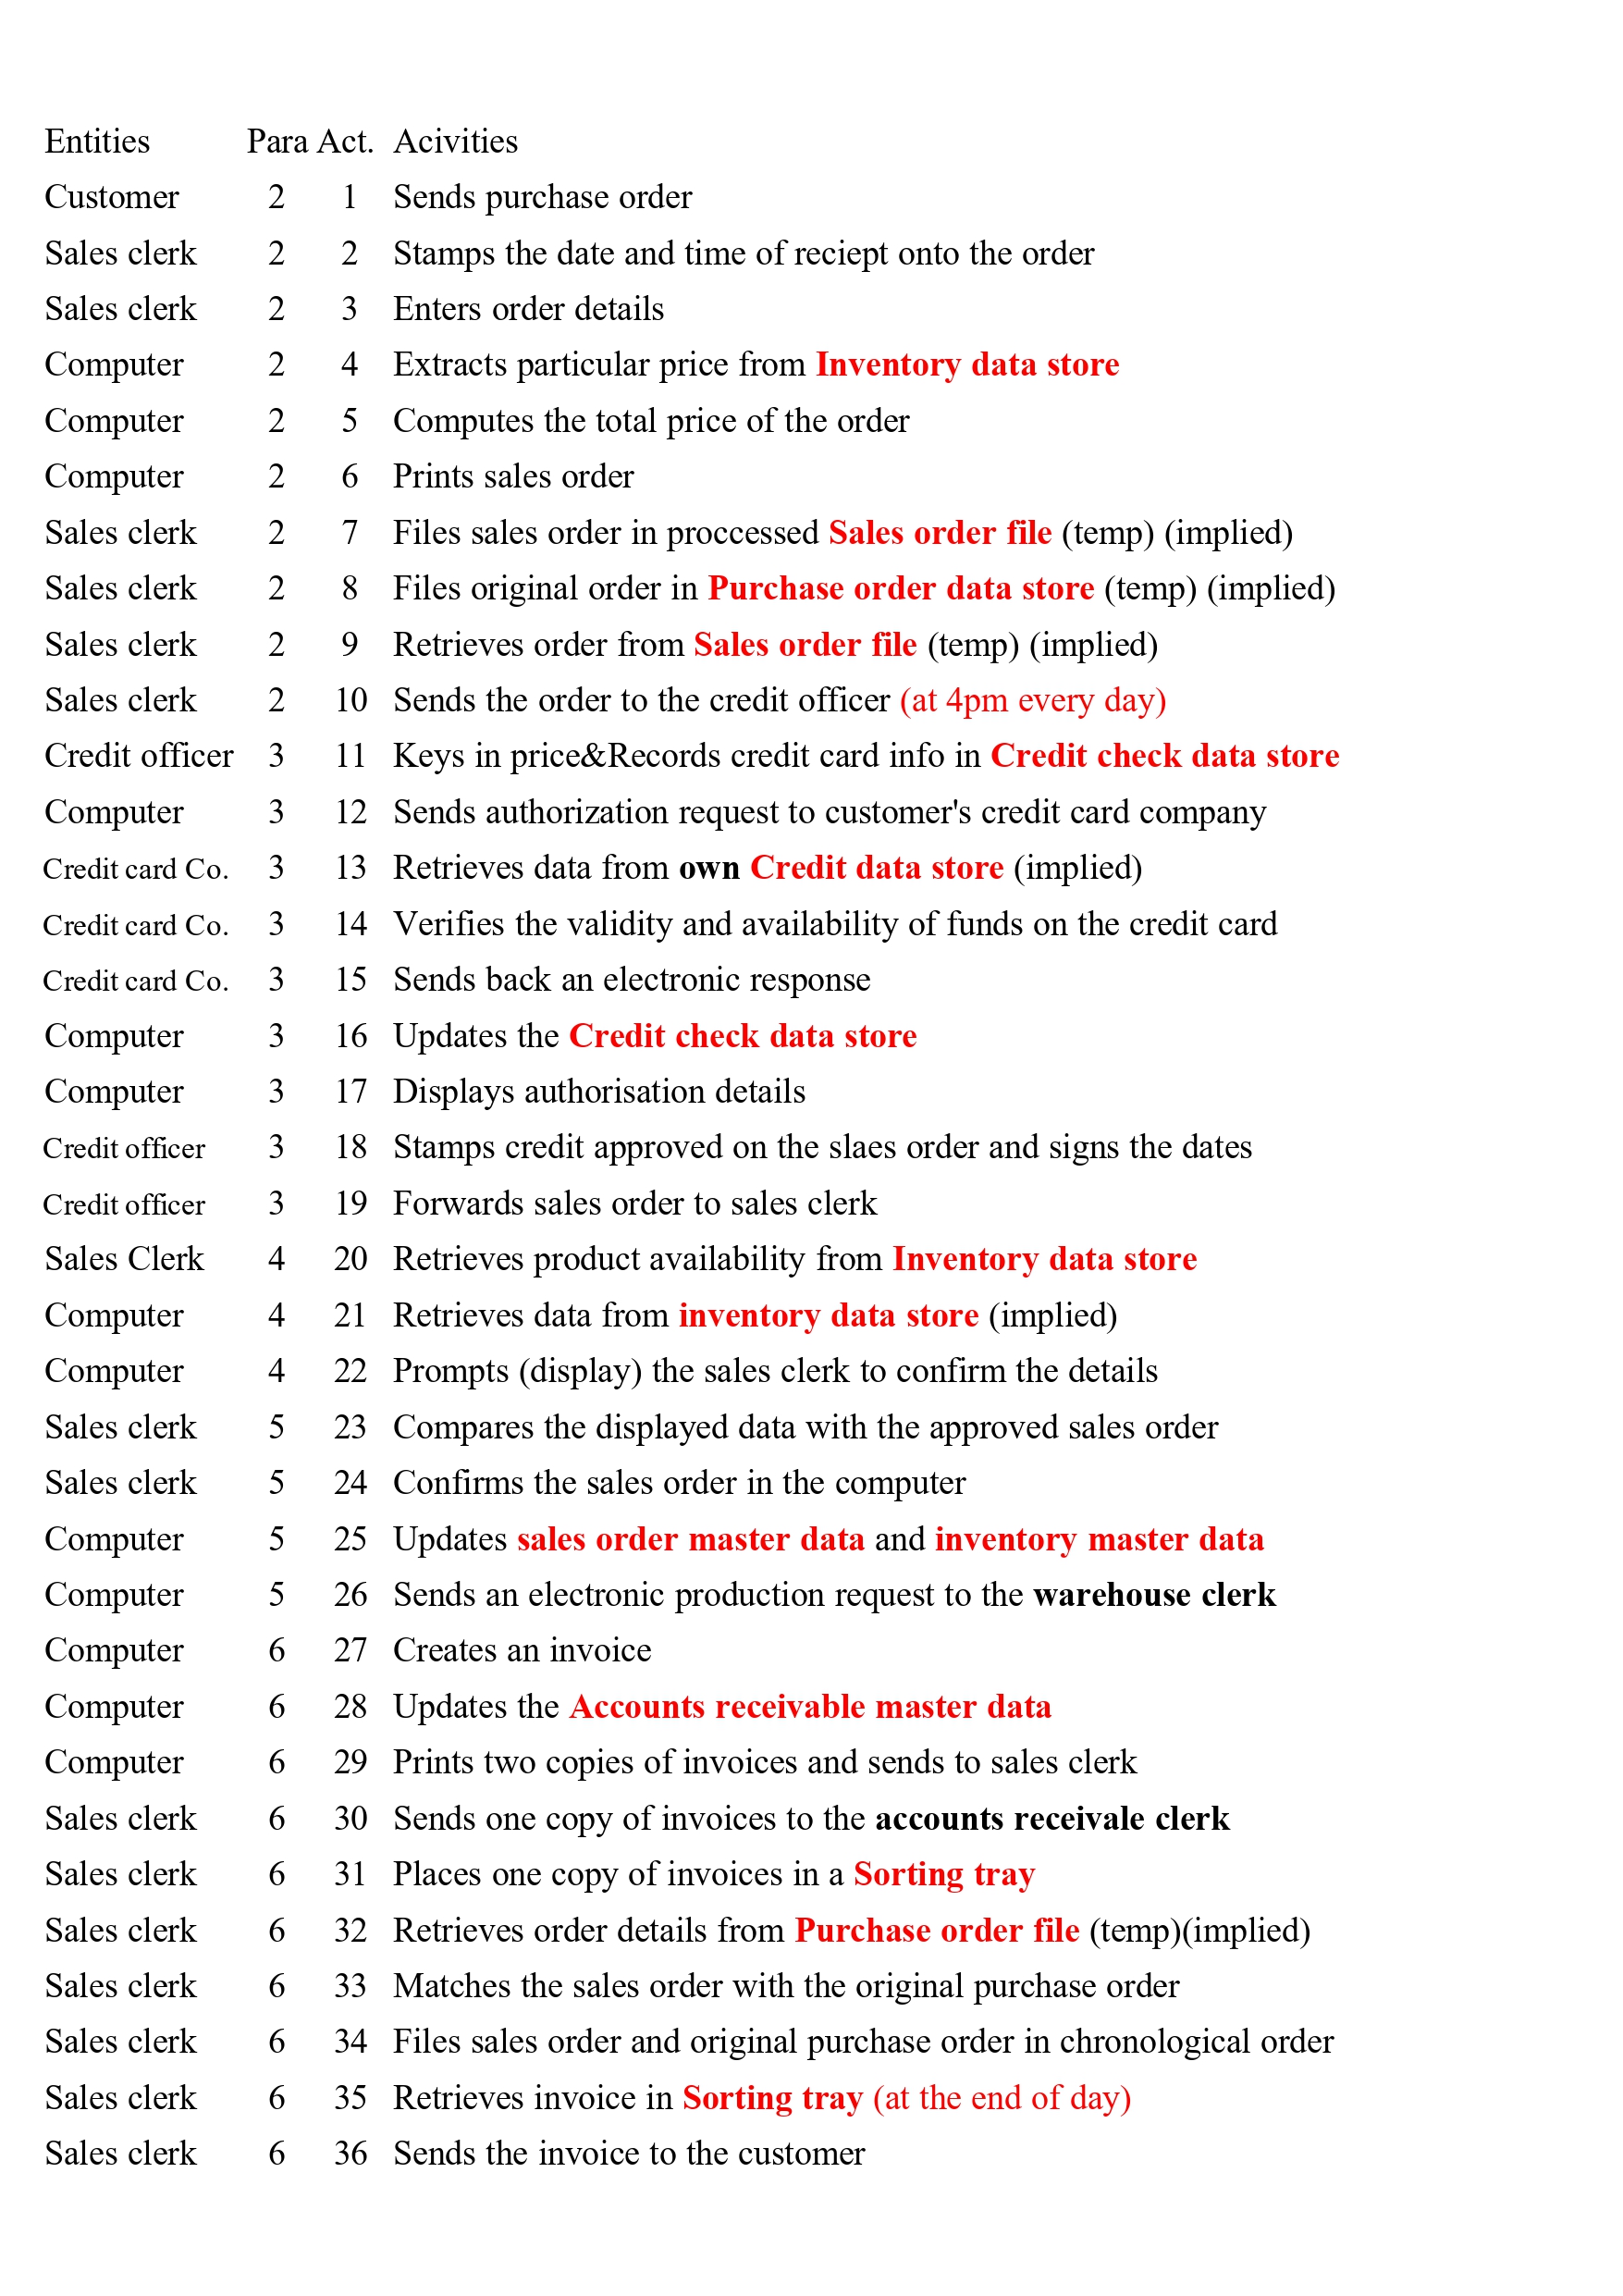 Entities Para Act. Acivities
Customer 2 1 Sends purchase order
Sales clerk 2 2 Stamps the date and time of reciept onto the order
Sales clerk 2 3 Enters order details
Computer 2 4 Extracts particular price from Inventory data store
Computer 2 5 Computes the total price of the order
Computer 2 6 Prints sales order
Sales clerk 2 7 Files sales order in proccessed Sales order file (temp) (implied)
Sales clerk 2 8 Files original order in Purchase order data store (temp) (implied)
Sales clerk 2 9 Retrieves order from Sales order file (temp) (implied)
Sales clerk 2 10 Sends the order to the credit officer (at 4pm every day)
Credit officer 3 11 Keys in price&Records credit card info in Credit check data store
Computer 3 12 Sends authorization request to customer's credit card company
Credit card Co. 3 13 Retrieves data from own Credit data store (implied)
Credit card Co. 3 14 Verifies the validity and availability of funds on the credit card
Credit card Co. 3 15 Sends back an electronic response
Computer 3 16 Updates the Credit check data store
Computer 3 17 Displays authorisation details
Credit officer 3 18 Stamps credit approved on the slaes order and signs the dates
Credit officer 3 19 Forwards sales order to sales clerk
Sales Clerk 4 20 Retrieves product availability from Inventory data store
Computer 4 21 Retrieves data from inventory data store (implied)
Computer 4 22 Prompts (display) the sales clerk to confirm the details
Sales clerk 5 23 Compares the displayed data with the approved sales order
Sales clerk 5 24 Confirms the sales order in the computer
Computer 5 25 Updates sales order master data and inventory master data
Computer 5 26 Sends an electronic production request to the warehouse clerk
Computer 6 27 Creates an invoice
Computer 6 28 Updates the Accounts receivable master data
Computer 6 29 Prints two copies of invoices and sends to sales clerk
Sales clerk 6 30 Sends one copy of invoices to the accounts receivale clerk
Sales clerk 6 31 Places one copy of invoices in a Sorting tray
Sales clerk 6 32 Retrieves order details from Purchase order file (temp)(implied)
Sales clerk 6 33 Matches the sales order with the original purchase order
Sales clerk 6 34 Files sales order and original purchase order in chronological order
Sales clerk 6 35 Retrieves invoice in Sorting tray (at the end of day)
Sales clerk 6 36 Sends the invoice to the customer